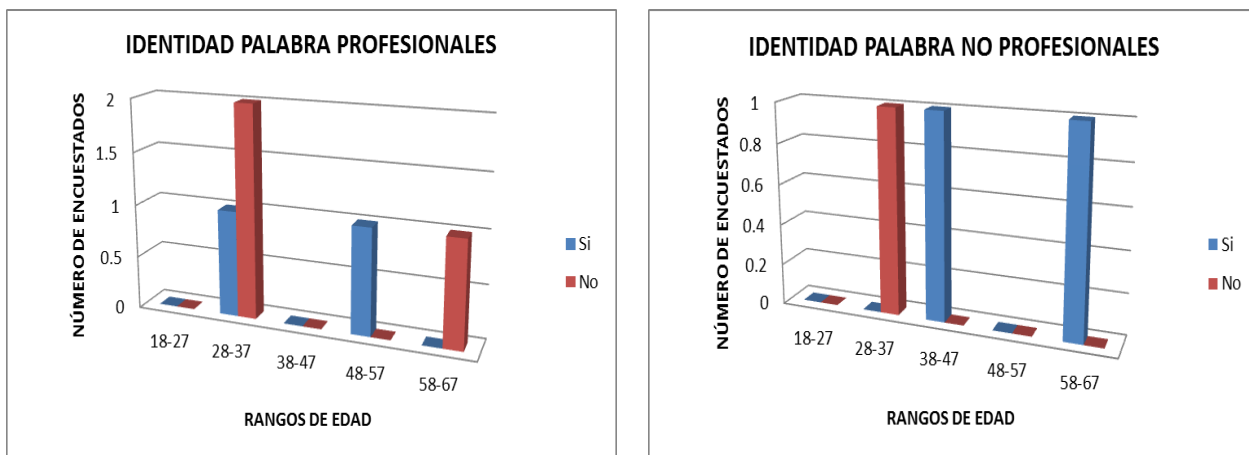 IDENTIDAD PALABRA PROFESIONALES
NÚMERO DE ENCUESTADOS
2
1.5
1
0.5
0
18-27
28-37
38-47
48-57
58-67
RANGOS DE EDAD
Si
No
IDENTIDAD PALABRA NO PROFESIONALES
NÚMERO DE ENCUESTADOS
1
0.8
0.6
0.4
0.2
0
18-27
28-37
38-47
48-57
58-67
RANGOS DE EDAD
Si
No